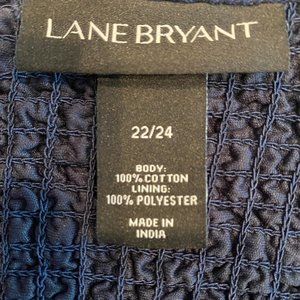 LANE BRYANT
22/24
BODY:
100% COTTON
LINING:
100% POLYESTER
MADE IN
INDIA